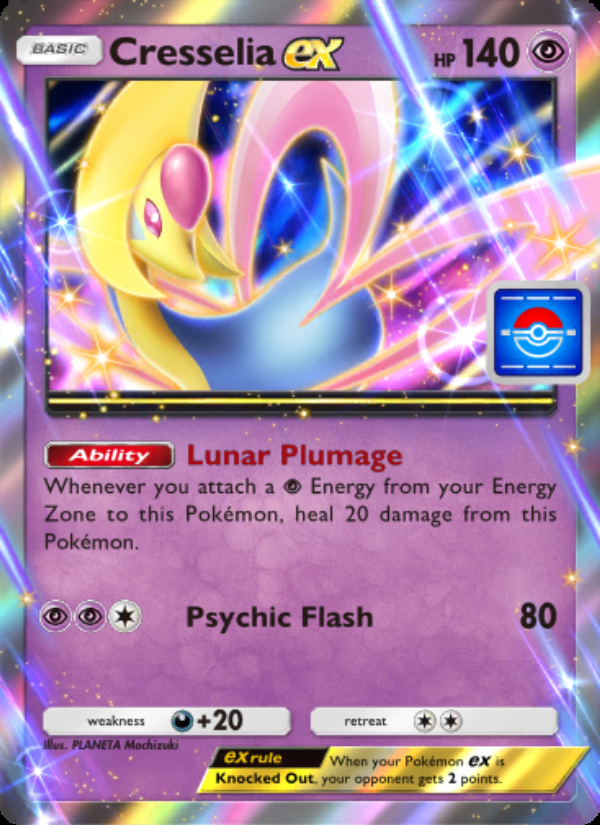 BASIC Cresselia ex HP 140
Ability Lunar Plumage
Whenever you attach a Energy from your Energy
Zone to this Pokémon, heal 20 damage from this
Pokémon.
Psychic Flash 80
weakness +20 retreat
Illus. PLANETA Mochizuki
ex rule When your Pokémon ex is
Knocked Out, your opponent gets 2 points.